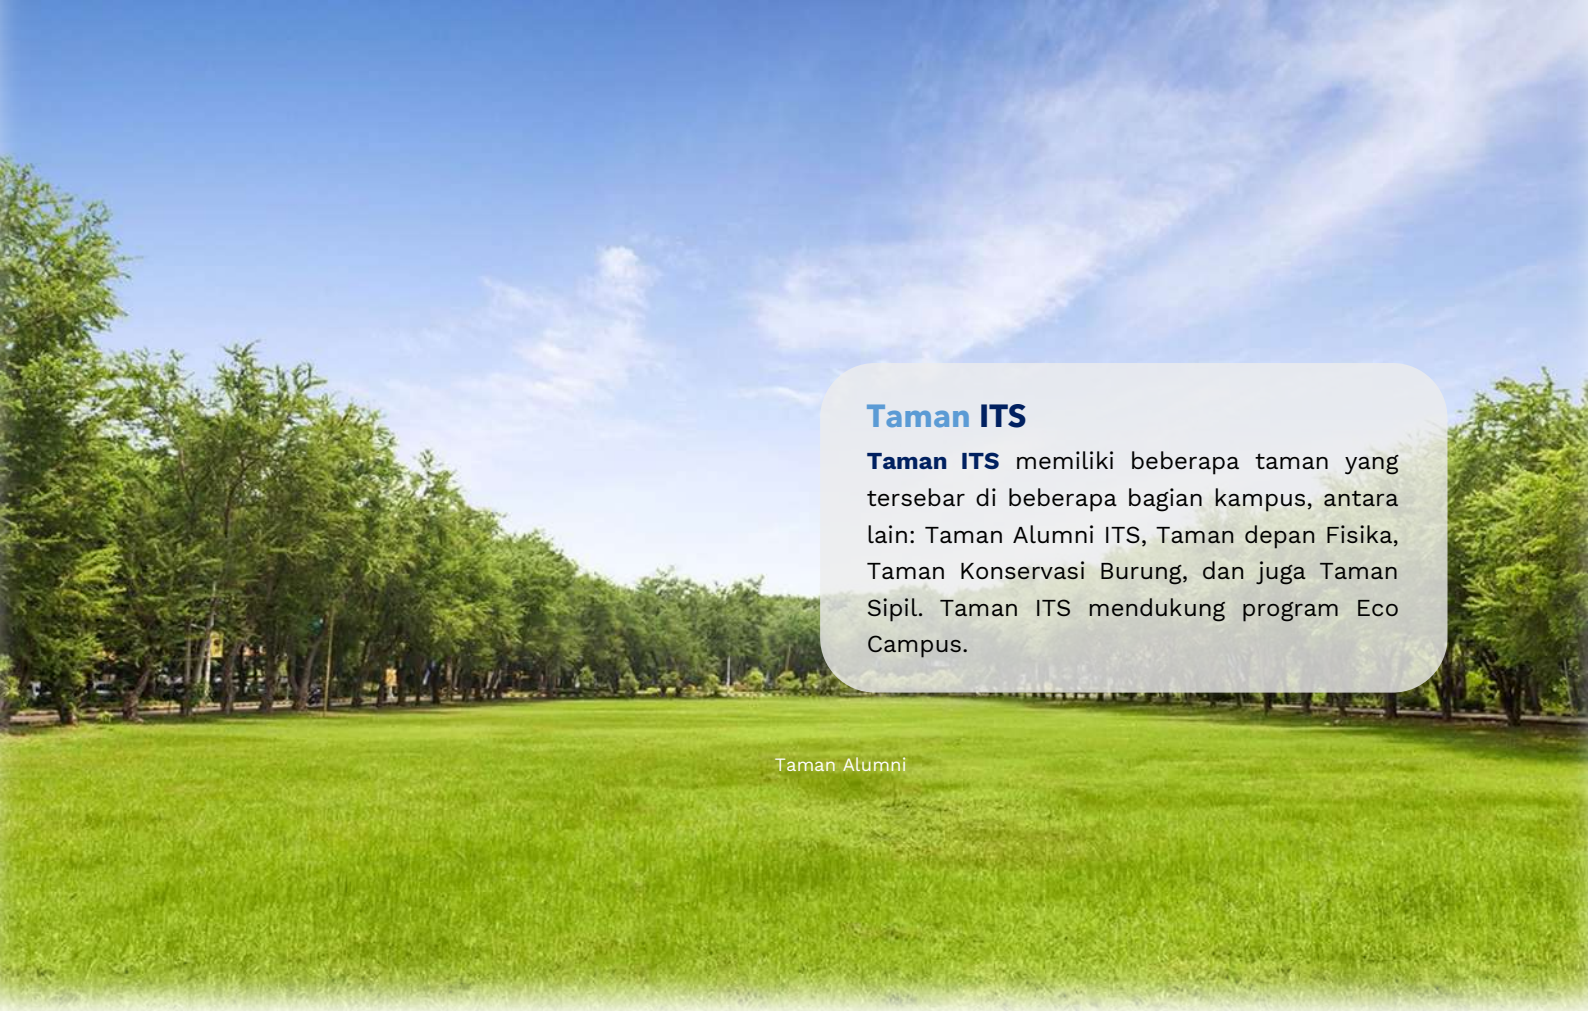 Taman ITS
Taman ITS memiliki beberapa taman yang
tersebar di beberapa bagian kampus, antara
lain: Taman Alumni ITS, Taman depan Fisika,
Taman Konservasi Burung, dan juga Taman
Sipil. Taman ITS mendukung program Eco
Campus.
Taman Alumni